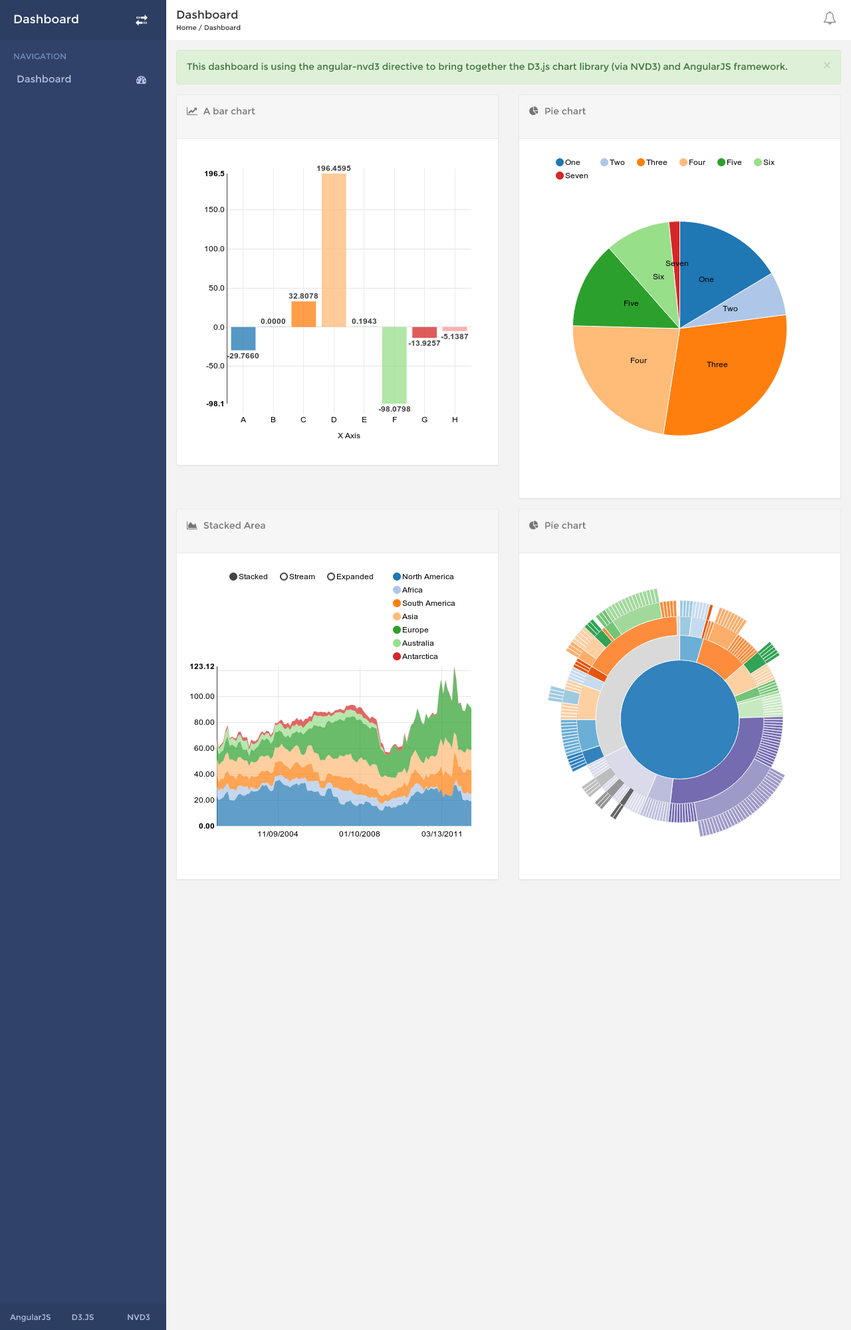 Dashboard
NAVIGATION
Dashboard
AngularJS D3.JS NVD3
Dashboard
Home / Dashboard
This dashboard is using the angular-nvd3 directive to bring together the D3.js chart library (via NVD3) and AngularJS framework. ×
A bar chart
196.4595
196.5
150.0
100.0
50.0
32.8078
0.0000
0.1943
0.0
-29.7660
-13.9257
-5.1387
-50.0
-98.1
-98.0798
A B C D E F G H
X Axis
Pie chart
One Two Three Four Five Six
Seven
Seven
One
Six
Two
Five
Four
Three
Stacked Area
Stacked Stream Expanded
North America
Africa
South America
Asia
Europe
Australia
Antarctica
123.12
100.00
80.00
60.00
40.00
20.00
0.00
11/09/2004 01/10/2008 03/13/2011
Pie chart